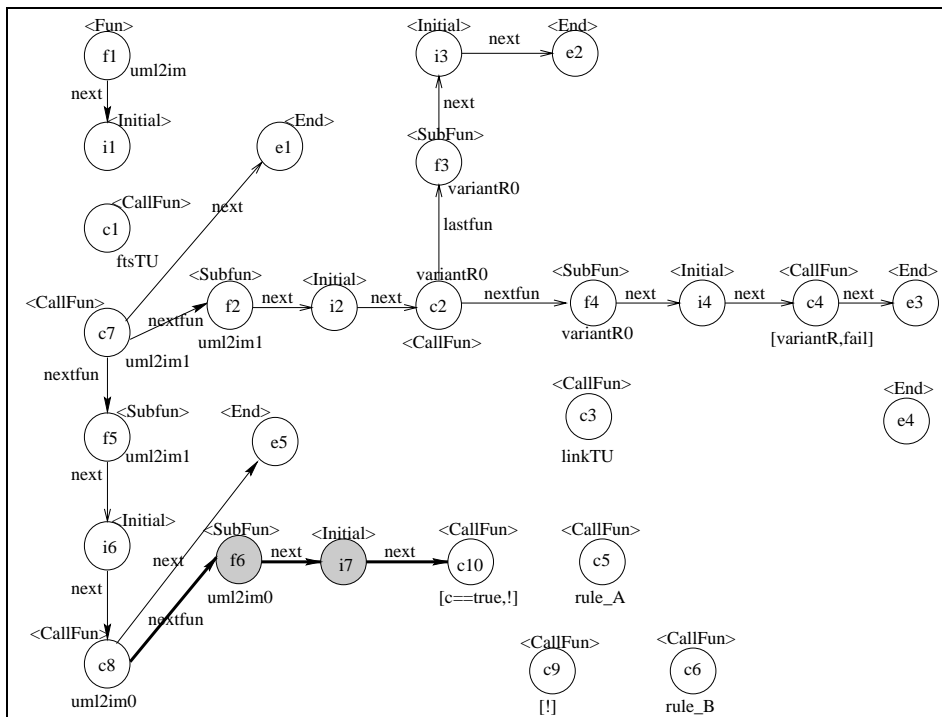 <Fun>
f1
uml2im
next
<Initial>
i1
<CallFun>
c1
ftsTU
<End>
e1
next
<Initial>
i3
next
<End>
e2
next
<SubFun>
f3
variantR0
lastfun
<CallFun>
c7
nextfun
uml2im1
<Subfun>
f2
uml2im1
next
<Initial>
i2
next
variantR0
c2
<CallFun>
nextfun
<SubFun>
f4
variantR0
next
<Initial>
i4
next
<CallFun>
c4
[variantR,fail]
next
<End>
e3
nextfun
<Subfun>
f5
uml2im1
next
<End>
e5
<CallFun>
c3
linkTU
<End>
e4
<Initial>
i6
next
next
nextfun
<SubFun>
f6
uml2im0
next
<Initial>
i7
next
<CallFun>
c10
[c==true,!]
<CallFun>
c5
rule_A
<CallFun>
c8
uml2im0
<CallFun>
c9
[!]
<CallFun>
c6
rule_B